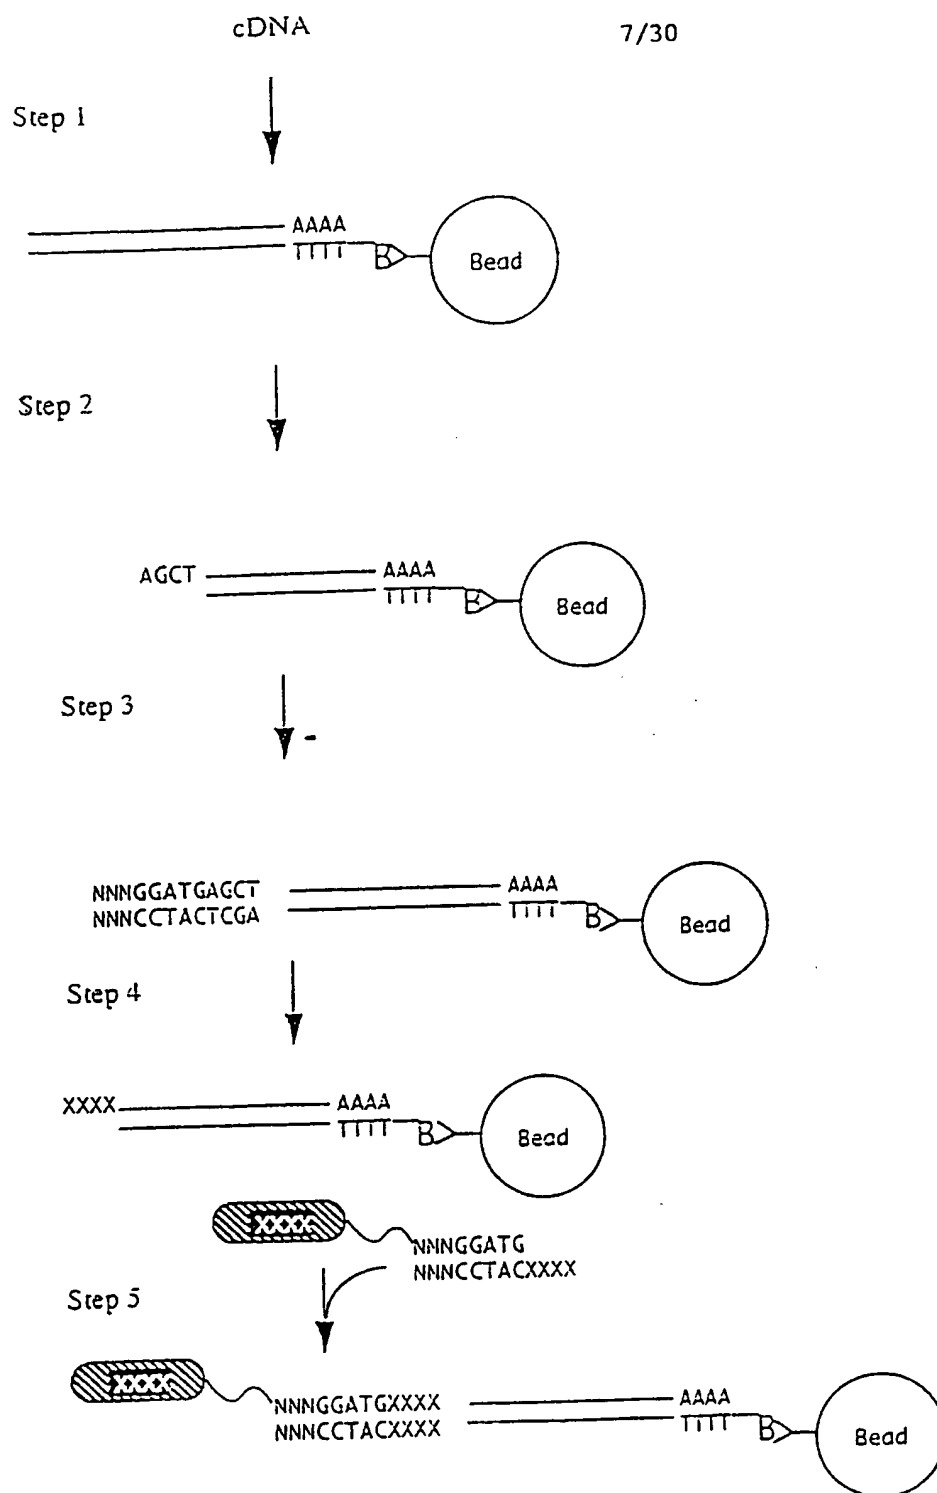 cDNA 7/30
Step 1
AAAA
TTTT B Bead
Step 2
AGCT AAAA
TTTT B Bead
Step 3
NNNGGATGAGCT AAAA
NNNCCTACTCGA TTTT B Bead
Step 4
XXXX AAAA
TTTT B Bead
XXXX
NNNGGATG
NNNCCTACXXXX
Step 5
XXXX
NNNGGATGXXXX AAAA
NNNCCTACXXXX TTTT B Bead